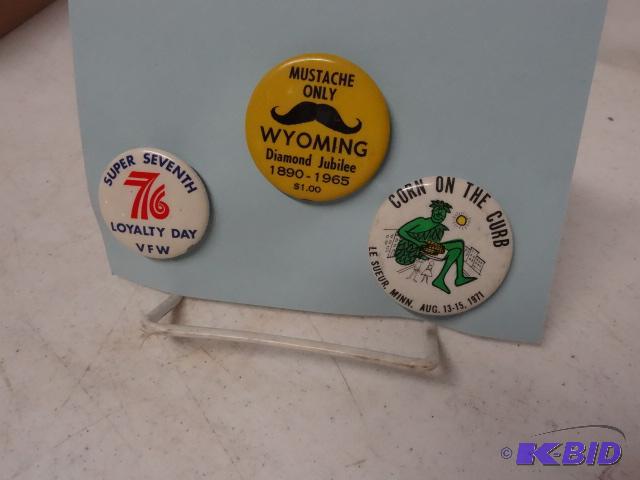 SUPER SEVENTH
76
LOYALTY DAY
VFW
MUSTACHE
ONLY
WYOMING
Diamond Jubilee
1890-1965
$1.00
CORN ON THE CURB
LE SUEUR, MINN. AUG. 13-15, 1971
© K-BID